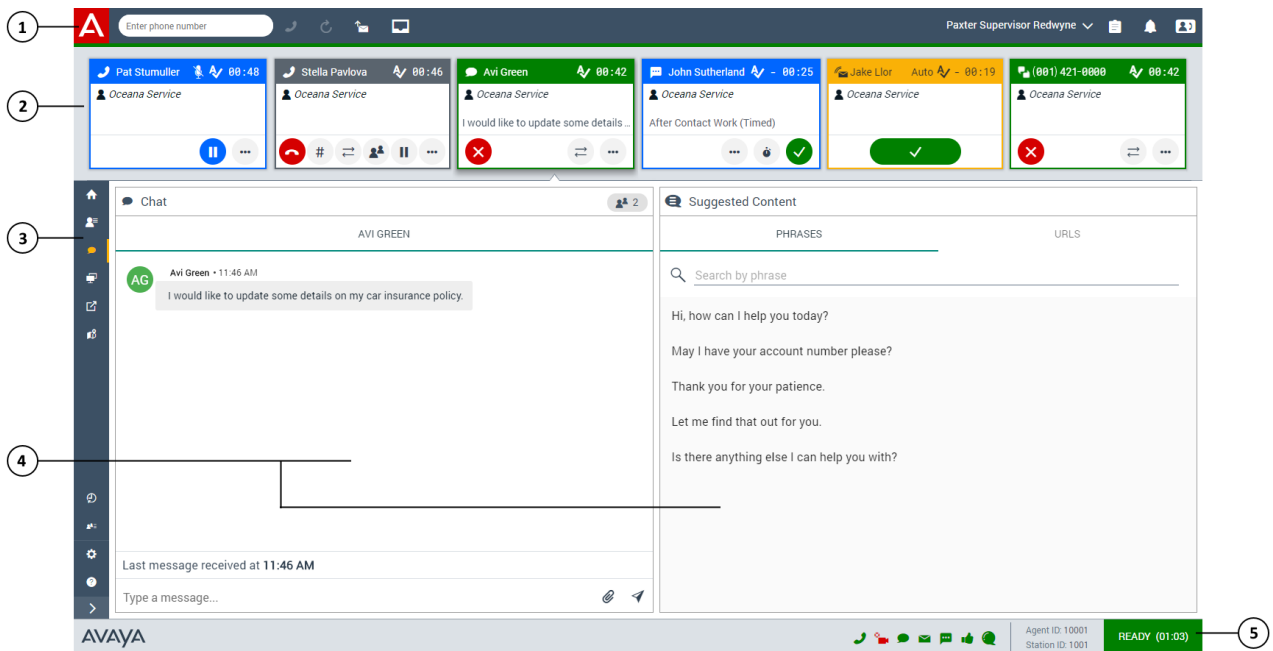 1
Enter phone number
Paxter Supervisor Redwyne
2
Pat Stumuller 00:48
Oceana Service
Stella Pavlova 00:46
Oceana Service
Avi Green 00:42
Oceana Service
I would like to update some details ...
John Sutherland - 00:25
Oceana Service
After Contact Work (Timed)
Jake Llor Auto - 00:19
Oceana Service
(001) 421-0000 00:42
Oceana Service
#
3
Chat
2
AVI GREEN
AG
Avi Green • 11:46 AM
I would like to update some details on my car insurance policy.
Suggested Content
PHRASES
URLS
Search by phrase
Hi, how can I help you today?
May I have your account number please?
Thank you for your patience.
Let me find that out for you.
Is there anything else I can help you with?
4
Last message received at 11:46 AM
Type a message...
AVAYA
Agent ID: 10001
Station ID: 1001
READY (01:03)
5